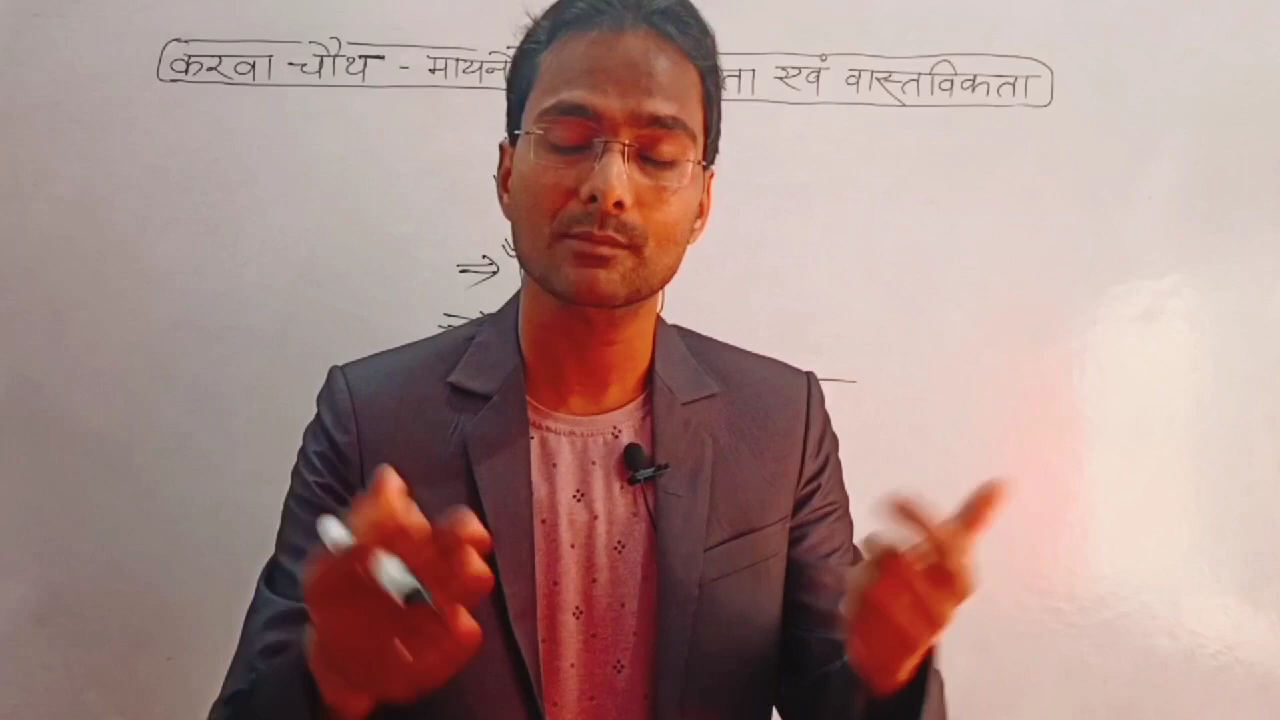 करवा चौथ - मायने एवं वास्तविकता